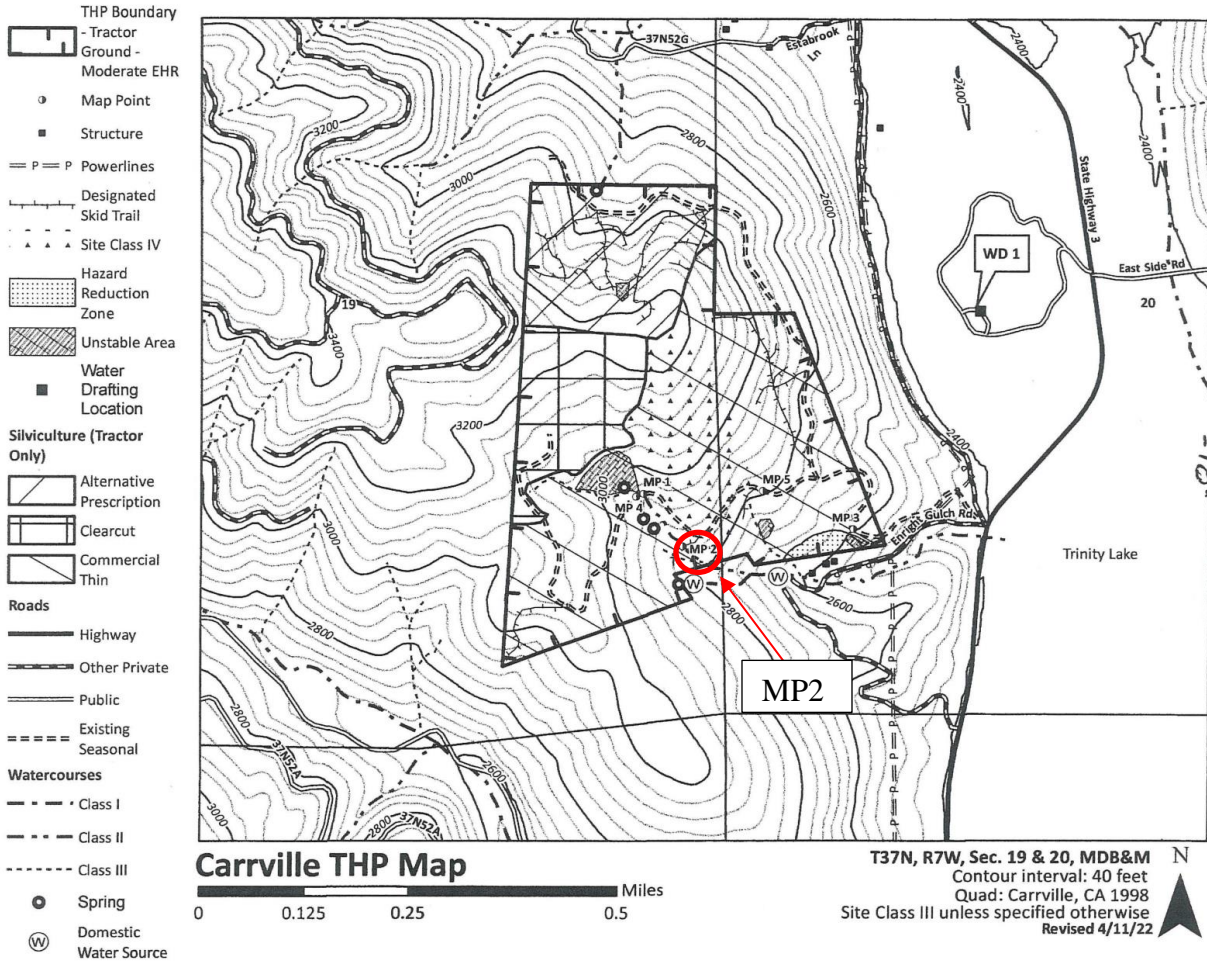 THP Boundary
- Tractor
Ground -
Moderate EHR
Map Point
Structure
P P Powerlines
Designated
Skid Trail
Site Class IV
Hazard
Reduction
Zone
Unstable Area
Water
Drafting
Location
Silviculture (Tractor
Only)
Alternative
Prescription
Clearcut
Commercial
Thin
Roads
Highway
Other Private
Public
Existing
Seasonal
Watercourses
Class I
Class II
Class III
Spring
Domestic
W Water Source
37N52G
Estabrook
Ln
2400
2400
2400
3200
2800
3000
2600
State Highway 3
WD 1
East Side Rd
19
20
3400
3200
2400
3000
MP 1
MP 5
MP 4
MP 3
Enright Gulch Rd
MP 2
Trinity Lake
3000
W
W
2600
2800
2800
MP2
2800
37N52A
2600
3000
2800
37N52A
P
Carrville THP Map
Miles
0 0.125 0.25 0.5
T37N, R7W, Sec. 19 & 20, MDB&M
N
Contour interval: 40 feet
Quad: Carrville, CA 1998
Site Class III unless specified otherwise
Revised 4/11/22